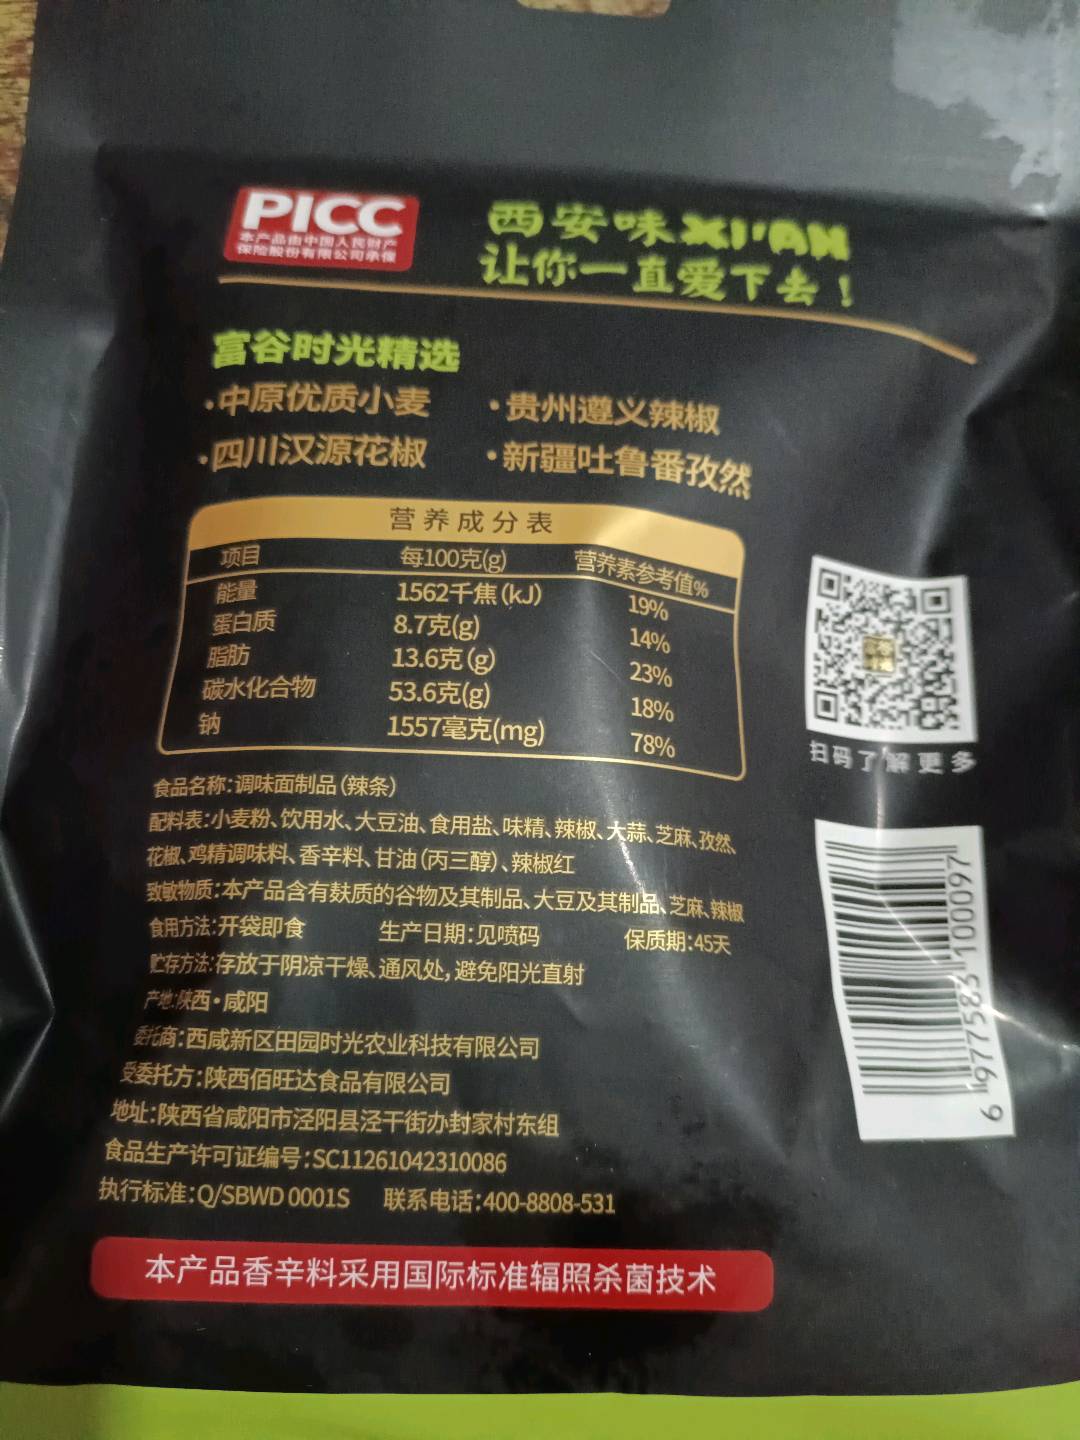 PICC
本产品由中国人民财产
保险股份有限公司承保
西安味XI'AN
让你一直爱下去！
富谷时光精选
·中原优质小麦 ·贵州遵义辣椒
·四川汉源花椒 ·新疆吐鲁番孜然
营养成分表
项目 每100克(g) 营养素参考值%
能量 1562千焦(kJ) 19%
蛋白质 8.7克(g) 14%
脂肪 13.6克(g) 23%
碳水化合物 53.6克(g) 18%
钠 1557毫克(mg) 78%
扫码了解更多
食品名称:调味面制品(辣条)
配料表:小麦粉、饮用水、大豆油、食用盐、味精、辣椒、大蒜、芝麻、孜然、
花椒、鸡精调味料、香辛料、甘油(丙三醇)、辣椒红
致敏物质:本产品含有麸质的谷物及其制品、大豆及其制品、芝麻、辣椒
食用方法:开袋即食 生产日期:见喷码 保质期:45天
贮存方法:存放于阴凉干燥、通风处,避免阳光直射
产地:陕西·咸阳
委托商:西咸新区田园时光农业科技有限公司
受委托方:陕西佰旺达食品有限公司
地址:陕西省咸阳市泾阳县泾干街办封家村东组
食品生产许可证编号:SC11261042310086
执行标准:Q/SBWD 0001S 联系电话:400-8808-531
6 977583 100097
本产品香辛料采用国际标准辐照杀菌技术